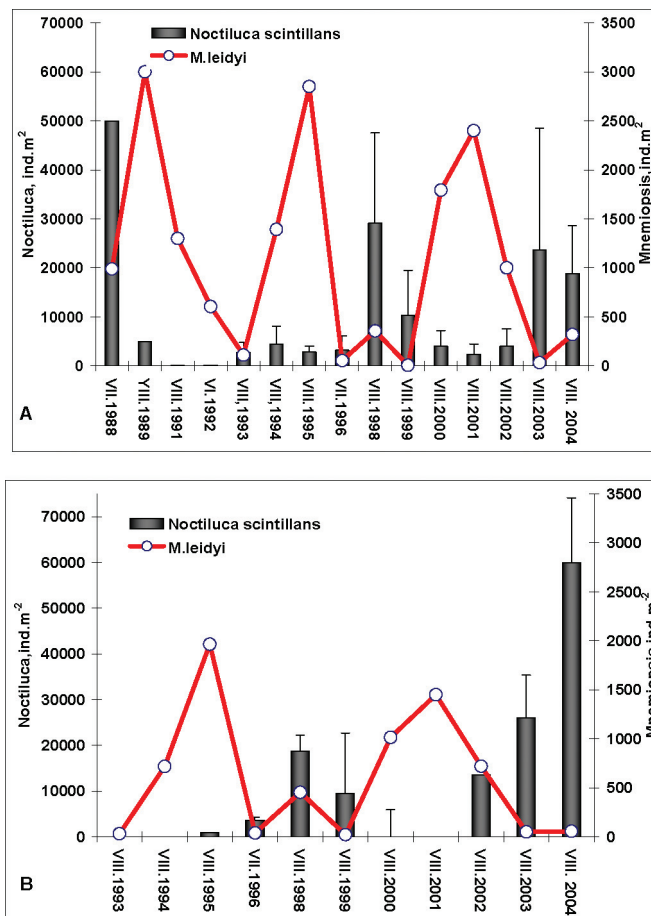 70000
60000
50000
40000
30000
20000
10000
0
Noctiluca, ind.m²
Noctiluca scintillans
M.leidyi
3500
3000
2500
2000
1500
1000
500
0
Mnemiopsis,ind.m²
VII.1988
YIII.1989
VIII.1991
VI.1992
VIII,1993
VIII,1994
VIII.1995
VII.1996
VIII.1998
VIII.1999
VIII.2000
VIII.2001
VIII.2002
VIII.2003
VIII. 2004
A
70000
60000
50000
40000
30000
20000
10000
0
Noctiluca,ind.m⁻²
Noctiluca scintillans
M.leidyi
3500
3000
2500
2000
1500
1000
500
0
Mnemiopsis,ind.m⁻²
VIII.1993
VIII.1994
VIII.1995
VII.1996
VIII.1998
VIII.1999
VIII.2000
VIII.2001
VIII.2002
VIII.2003
VIII. 2004
B